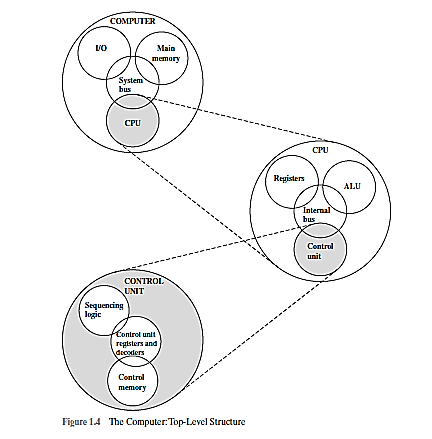 COMPUTER
I/O
Main
memory
System
bus
CPU
CPU
Registers
ALU
Internal
bus
Control
unit
CONTROL
UNIT
Sequencing
logic
Control unit
registers and
decoders
Control
memory
Figure 1.4 The Computer: Top-Level Structure